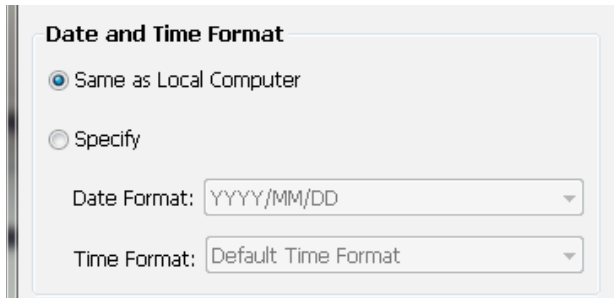 Date and Time Format
Same as Local Computer
Specify
Date Format: YYYY/MM/DD
Time Format: Default Time Format